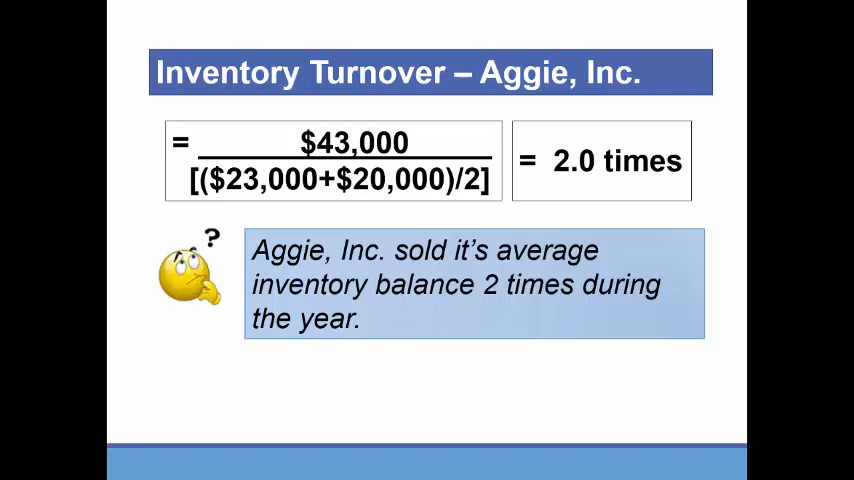 Inventory Turnover – Aggie, Inc.
= $43,000
[($23,000+$20,000)/2]
= 2.0 times
?
Aggie, Inc. sold it’s average
inventory balance 2 times during
the year.